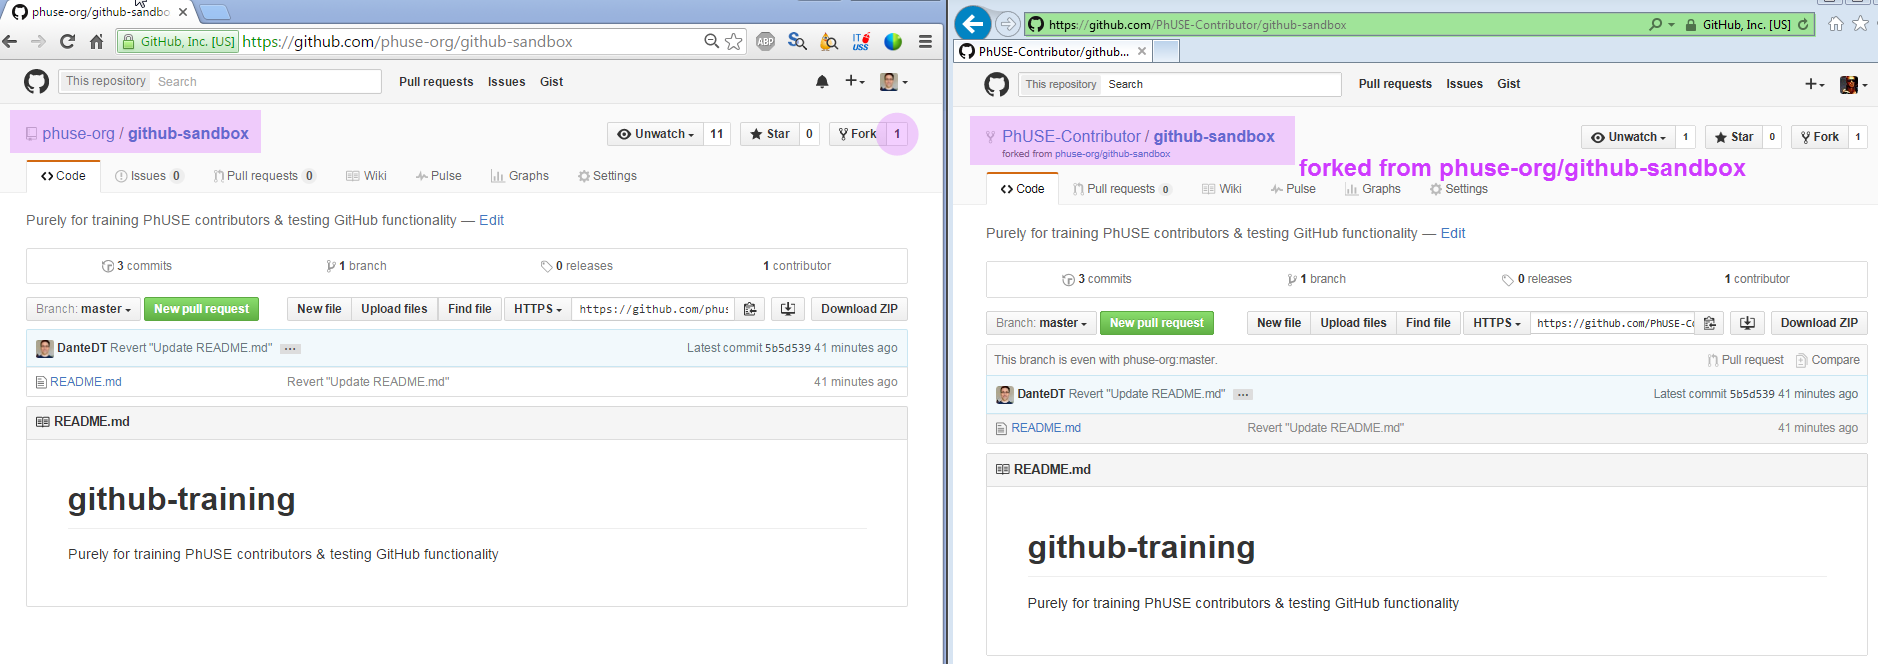 phuse-org/github-sandbo
GitHub, Inc. [US] https://github.com/phuse-org/github-sandbox
ABP
IT
USS
This repository Search Pull requests Issues Gist
phuse-org / github-sandbox
Unwatch 11 Star 0 Fork 1
Code Issues 0 Pull requests 0 Wiki Pulse Graphs Settings
Purely for training PhUSE contributors & testing GitHub functionality — Edit
3 commits 1 branch 0 releases 1 contributor
Branch: master New pull request New file Upload files Find file HTTPS https://github.com/phus Download ZIP
DanteDT Revert "Update README.md" ... Latest commit 5b5d539 41 minutes ago
README.md Revert "Update README.md" 41 minutes ago
README.md
github-training
Purely for training PhUSE contributors & testing GitHub functionality
https://github.com/PhUSE-Contributor/github-sandbox GitHub, Inc. [US]
PhUSE-Contributor/github...
This repository Search Pull requests Issues Gist
PhUSE-Contributor / github-sandbox
forked from phuse-org/github-sandbox
Unwatch 1 Star 0 Fork 1
forked from phuse-org/github-sandbox
Code Pull requests 0 Wiki Pulse Graphs Settings
Purely for training PhUSE contributors & testing GitHub functionality — Edit
3 commits 1 branch 0 releases 1 contributor
Branch: master New pull request New file Upload files Find file HTTPS https://github.com/PhUSE-Co Download ZIP
This branch is even with phuse-org:master. Pull request Compare
DanteDT Revert "Update README.md" ... Latest commit 5b5d539 41 minutes ago
README.md Revert "Update README.md" 41 minutes ago
README.md
github-training
Purely for training PhUSE contributors & testing GitHub functionality